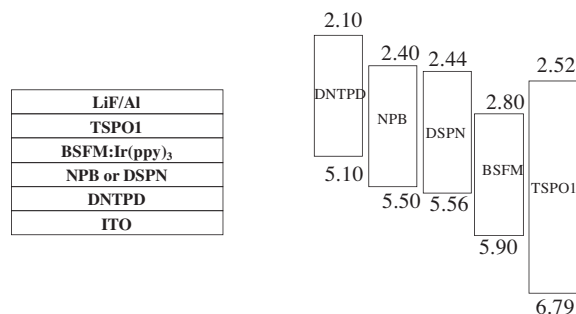 LiF/Al
TSPO1
BSFM:Ir(ppy)₃
NPB or DSPN
DNTPD
ITO
2.10
DNTPD
5.10
2.40
NPB
5.50
2.44
DSPN
5.56
2.80
BSFM
5.90
2.52
TSPO1
6.79